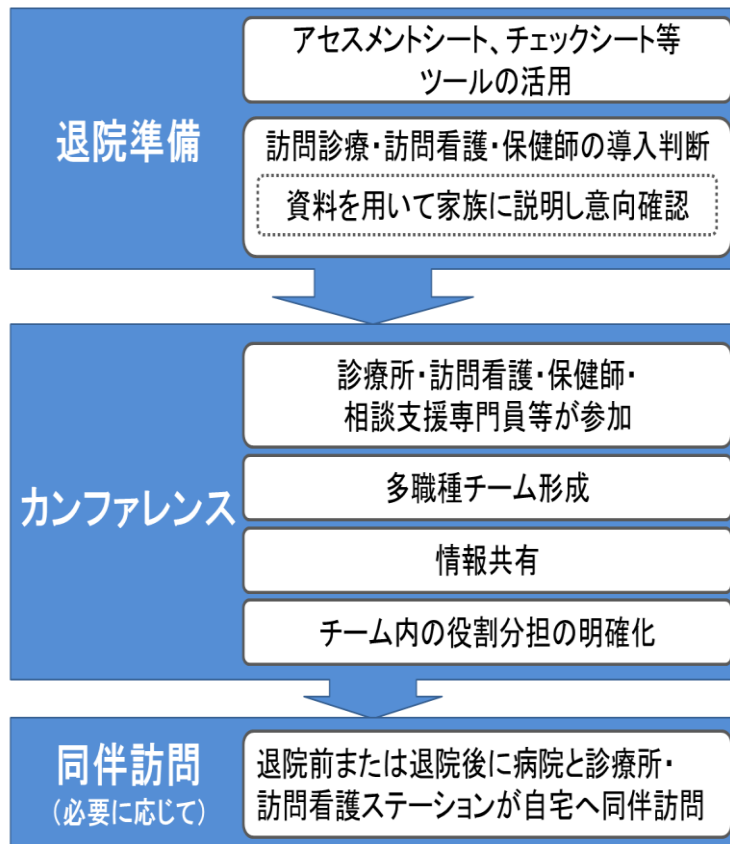 退院準備
アセスメントシート、チェックシート等
ツールの活用
訪問診療・訪問看護・保健師の導入判断
資料を用いて家族に説明し意向確認
カンファレンス
診療所・訪問看護・保健師・
相談支援専門員等が参加
多職種チーム形成
情報共有
チーム内の役割分担の明確化
同伴訪問
(必要に応じて)
退院前または退院後に病院と診療所・
訪問看護ステーションが自宅へ同伴訪問